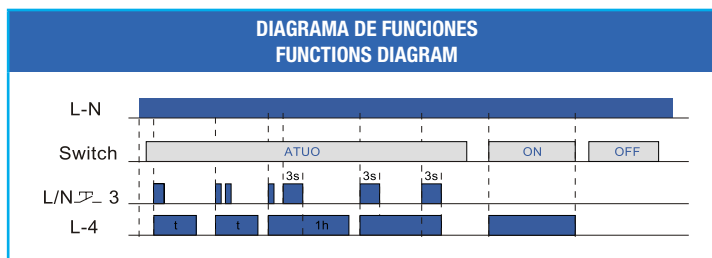 DIAGRAMA DE FUNCIONES
FUNCTIONS DIAGRAM
L-N
Switch
ATUO
ON
OFF
L/N 3
3s
3s
3s
L-4
t
t
1h